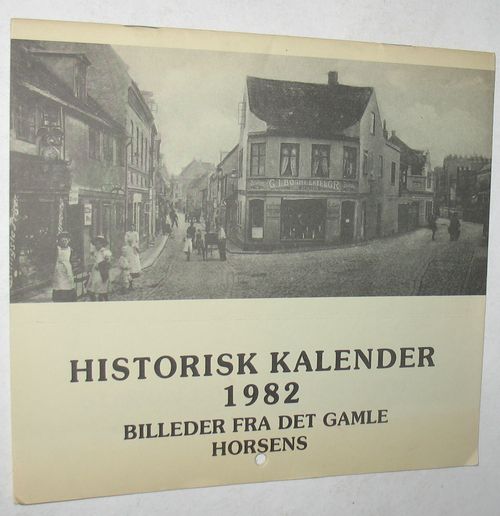 HISTORISK KALENDER
1982
BILLEDER FRA DET GAMLE
HORSENS